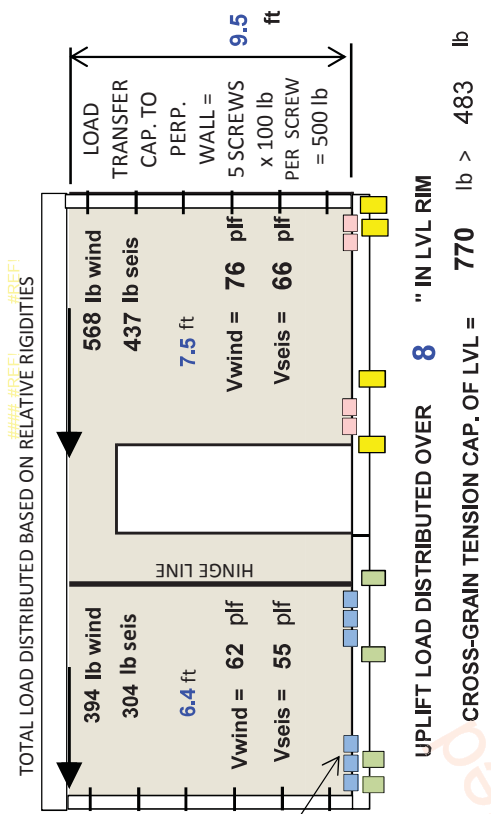 #### #REF! #REF!
TOTAL LOAD DISTRIBUTED BASED ON RELATIVE RIGIDITIES
394 lb wind
304 lb seis
6.4 ft
Vwind = 62 plf
Vseis = 55 plf
HINGE LINE
568 lb wind
437 lb seis
7.5 ft
Vwind = 76 plf
Vseis = 66 plf
LOAD
TRANSFER
CAP. TO
PERP.
WALL =
5 SCREWS
x 100 lb
PER SCREW
= 500 lb
9.5
ft
UPLIFT LOAD DISTRIBUTED OVER 8 " IN LVL RIM
CROSS-GRAIN TENSION CAP. OF LVL = 770 lb > 483 lb